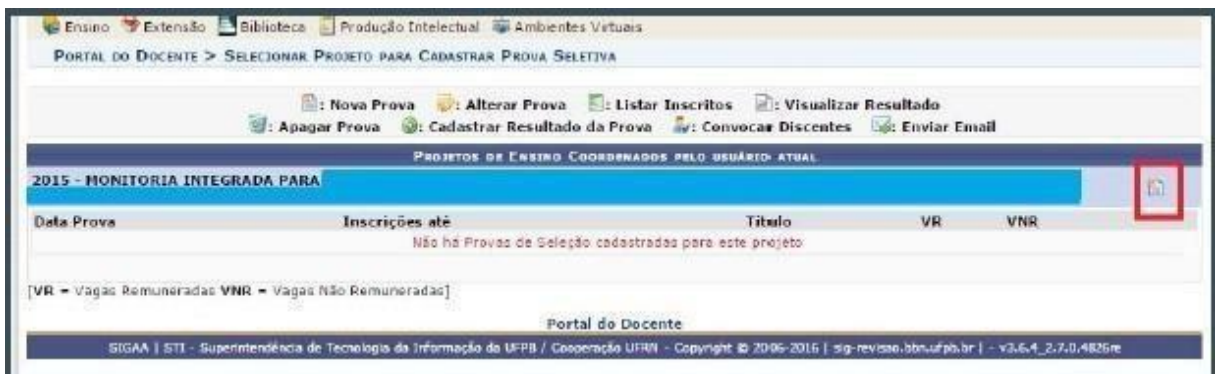 Ensino Extensão Biblioteca Produção Intelectual Ambientes Virtuais
PORTAL DO DOCENTE > SELECIONAR PROJETO PARA CADASTRAR PROVA SELETIVA
: Nova Prova : Alterar Prova : Listar Inscritos : Visualizar Resultado
: Apagar Prova : Cadastrar Resultado da Prova : Convocar Discentes : Enviar Email
PROJETOS DE ENSINO COORDENADOS PELO USUÁRIO ATUAL
2015 - MONITORIA INTEGRADA PARA
Data Prova Inscrições até Título VR VNR
Não há Provas de Seleção cadastradas para este projeto
[VR = Vagas Remuneradas VNR = Vagas Não Remuneradas]
Portal do Docente
SIGAA | STI - Superintendência de Tecnologia da Informação da UFPB / Cooperação UFRN - Copyright © 2006-2016 | sig-revisao.bbn.ufpb.br | - v3.6.4_2.7.0.4826re